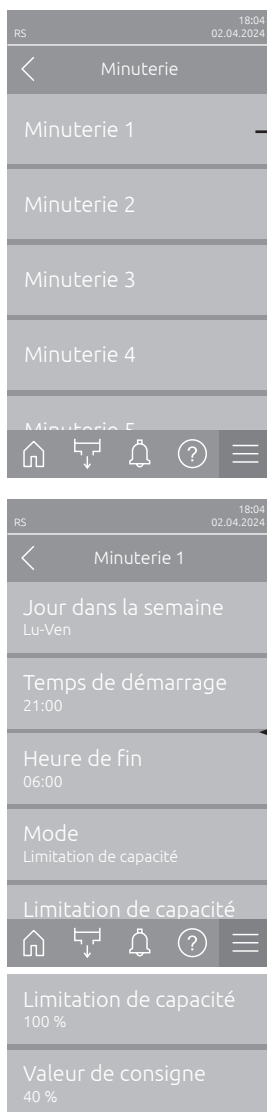 18:04
RS 02.04.2024
Minuterie
Minuterie 1
Minuterie 2
Minuterie 3
Minuterie 4
Minuterie 5
?
18:04
RS 02.04.2024
Minuterie 1
Jour dans la semaine
Lu-Ven
Temps de démarrage
21:00
Heure de fin
06:00
Mode
Limitation de capacité
Limitation de capacité
?
Limitation de capacité
100 %
Valeur de consigne
40 %